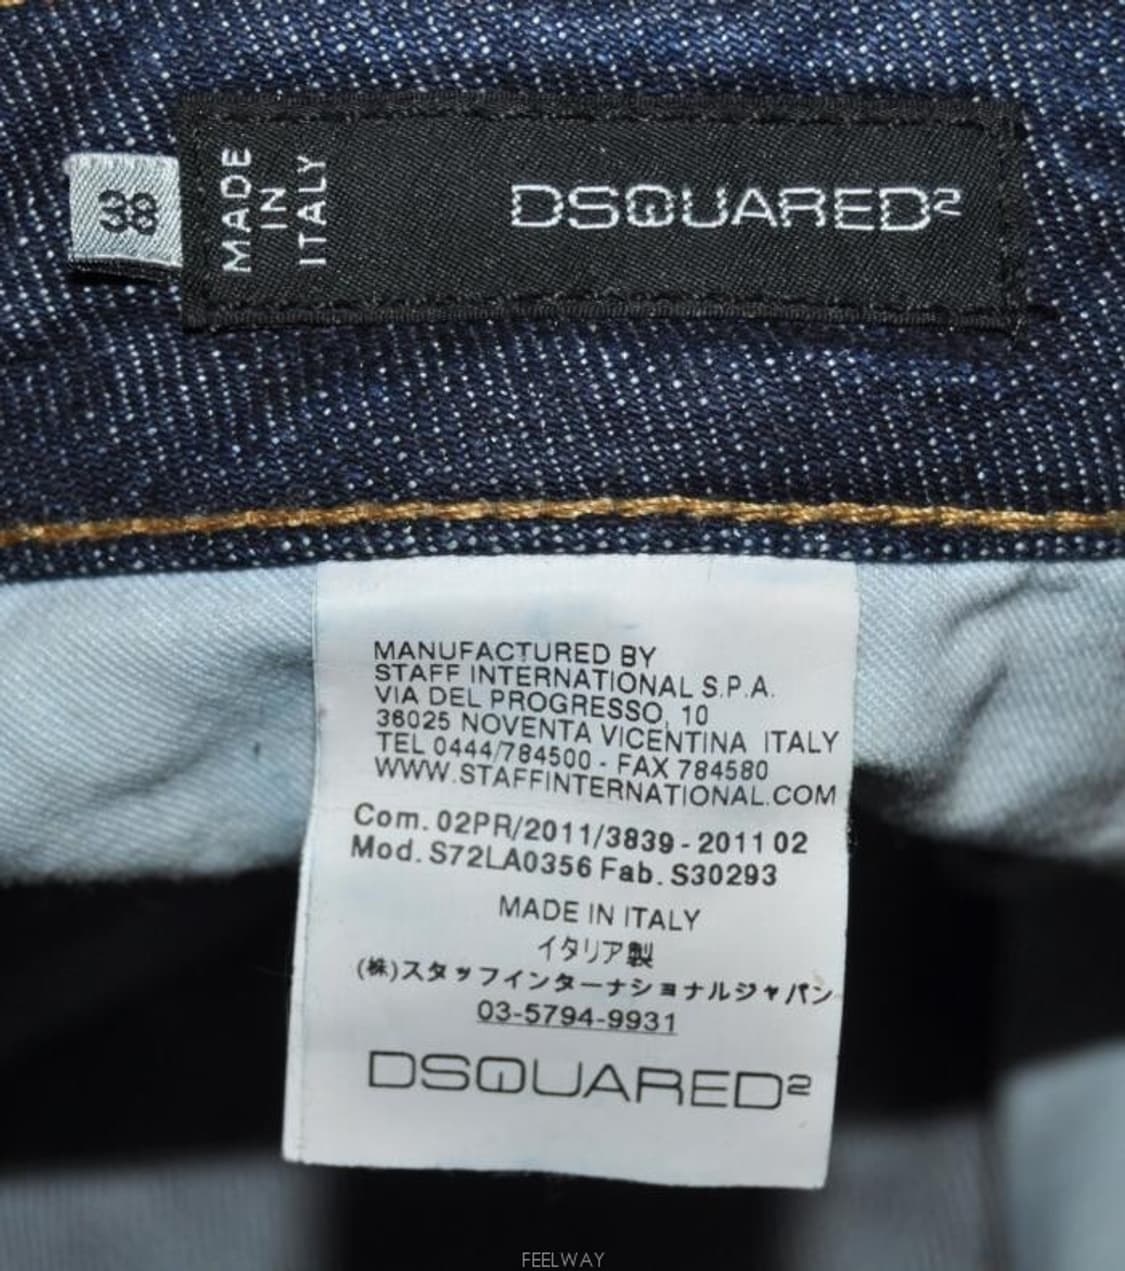 38
MADE
IN
ITALY
DSQUARED²
MANUFACTURED BY
STAFF INTERNATIONAL S.P.A.
VIA DEL PROGRESSO, 10
36025 NOVENTA VICENTINA ITALY
TEL 0444/784500 - FAX 784580
WWW.STAFFINTERNATIONAL.COM
Com. 02PR/2011/3839 - 2011 02
Mod. S72LA0356 Fab. S30293
MADE IN ITALY
イタリア製
(株)スタッフインターナショナルジャパン
03-5794-9931
DSQUARED²
FEELWAY